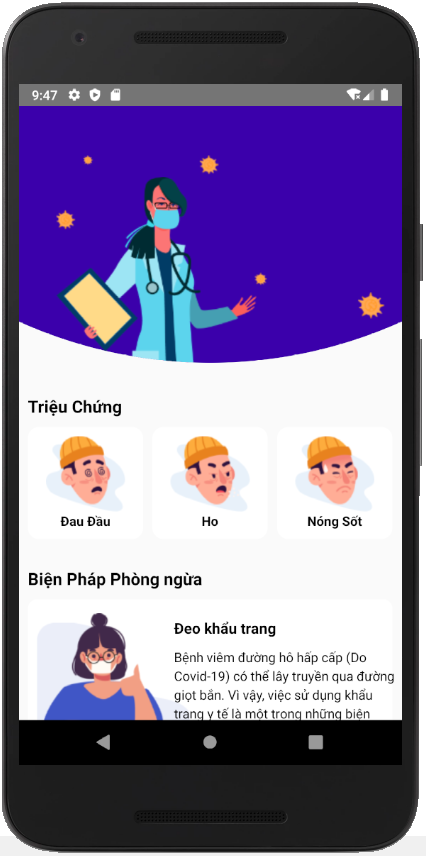 9:47
Triệu Chứng
Đau Đầu
Ho
Nóng Sốt
Biện Pháp Phòng ngừa
Đeo khẩu trang
Bệnh viêm đường hô hấp cấp (Do
Covid-19) có thể lây truyền qua đường
giọt bắn. Vì vậy, việc sử dụng khẩu
trang y tế là một trong những biện